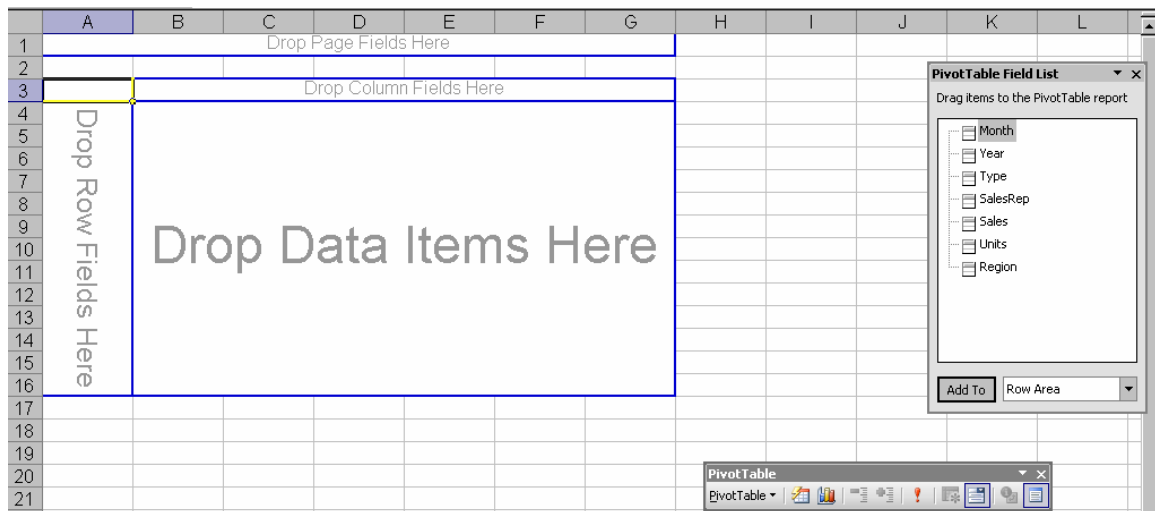 A B C D E F G H I J K L
1 Drop Page Fields Here
2
3 Drop Column Fields Here
4
5
6
7
8
9
10
11
12
13
14
15
16
17
18
19
20
21
Drop Row Fields Here
Drop Data Items Here
PivotTable Field List
Drag items to the PivotTable report
Month
Year
Type
SalesRep
Sales
Units
Region
Add To Row Area
PivotTable
PivotTable